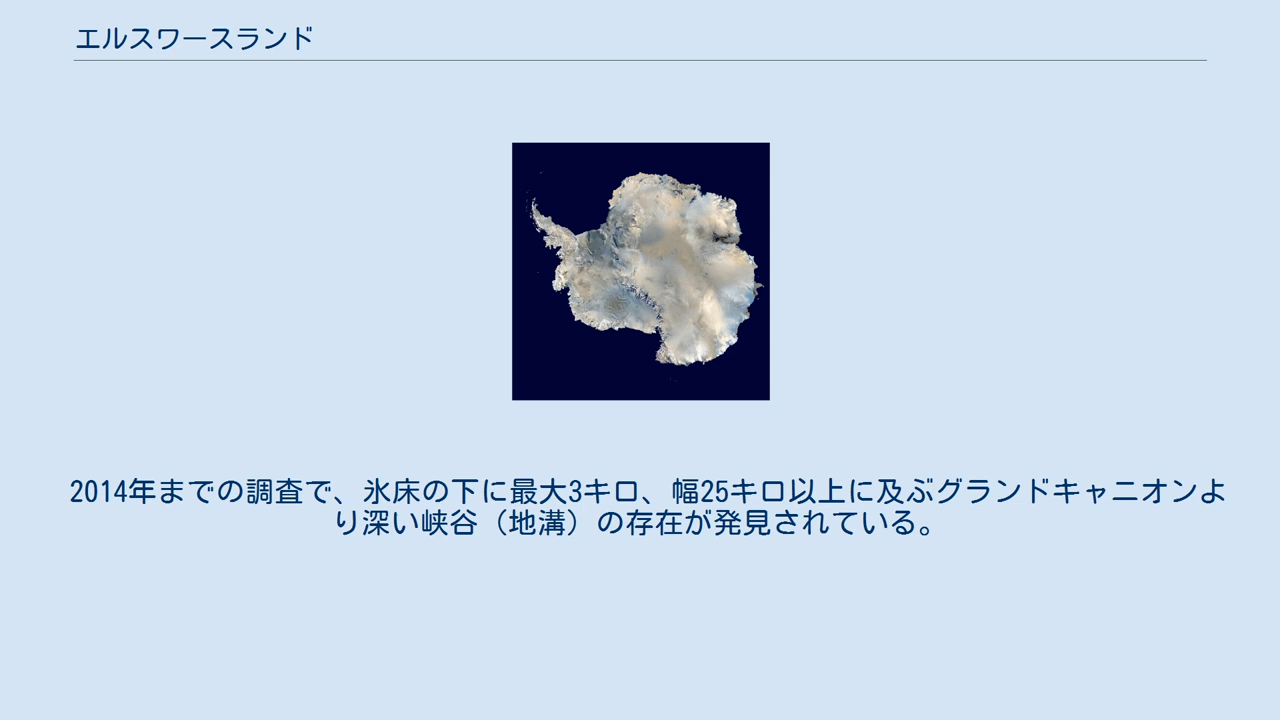 エルスワースランド
2014年までの調査で、氷床の下に最大3キロ、幅25キロ以上に及ぶグランドキャニオンよ
り深い峡谷（地溝）の存在が発見されている。